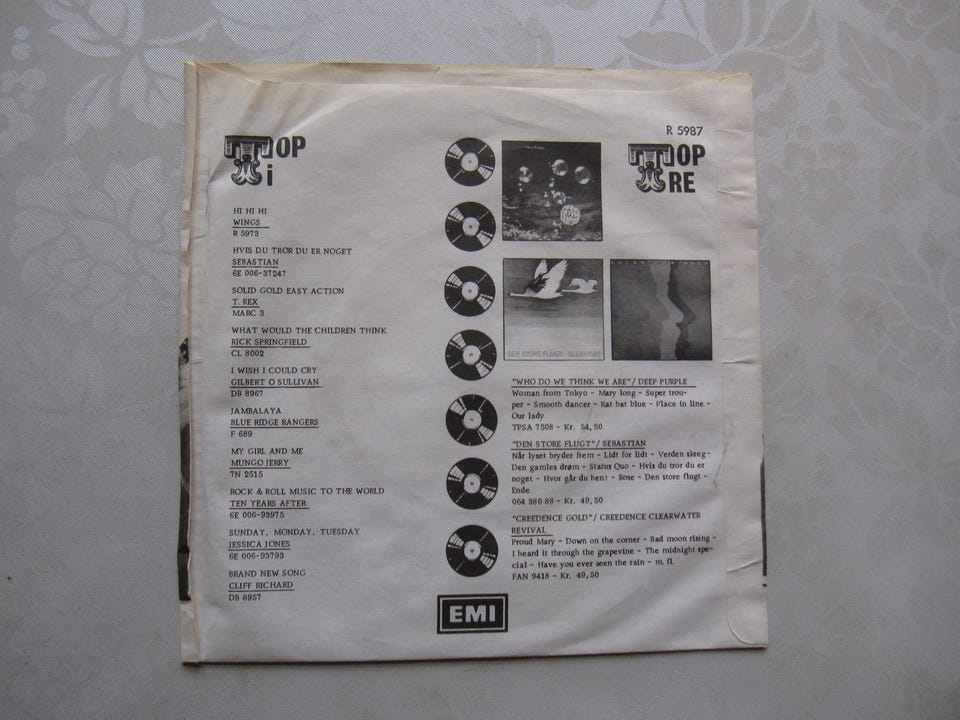 TOP
Ti
HI HI HI
WINGS
R 5973
HVIS DU TROR DU ER NOGET
SEBASTIAN
6E 006-37247
SOLID GOLD EASY ACTION
T. REX
MARC 3
WHAT WOULD THE CHILDREN THINK
RICK SPRINGFIELD
CL 8002
I WISH I COULD CRY
GILBERT O SULLIVAN
DB 8967
JAMBALAYA
BLUE RIDGE RANGERS
F 689
MY GIRL AND ME
MUNGO JERRY
7N 2515
ROCK & ROLL MUSIC TO THE WORLD
TEN YEARS AFTER
6E 006-93975
SUNDAY, MONDAY, TUESDAY
JESSICA JONES
6E 006-93793
BRAND NEW SONG
CLIFF RICHARD
DB 8957
R 5987
TOP
TRE
DEN STORE FLUGT - SEBASTIAN
"WHO DO WE THINK WE ARE"/ DEEP PURPLE
Woman from Tokyo - Mary long - Super trou-
per - Smooth dancer - Rat bat blue - Place in line -
Our lady
TPSA 7508 - Kr. 54,50
"DEN STORE FLUGT"/ SEBASTIAN
Når lyset bryder frem - Lidt for lidt - Verden skreg -
Den gamles drøm - Status Quo - Hvis du tror du er
noget - Hvor går du hen? - Rose - Den store flugt -
Ende
064 380 88 - Kr. 49,50
"CREEDENCE GOLD"/ CREEDENCE CLEARWATER
REVIVAL
Proud Mary - Down on the corner - Bad moon rising -
I heard it through the grapevine - The midnight spe-
cial - Have you ever seen the rain - m. fl.
FAN 9418 - Kr. 49,50
EMI